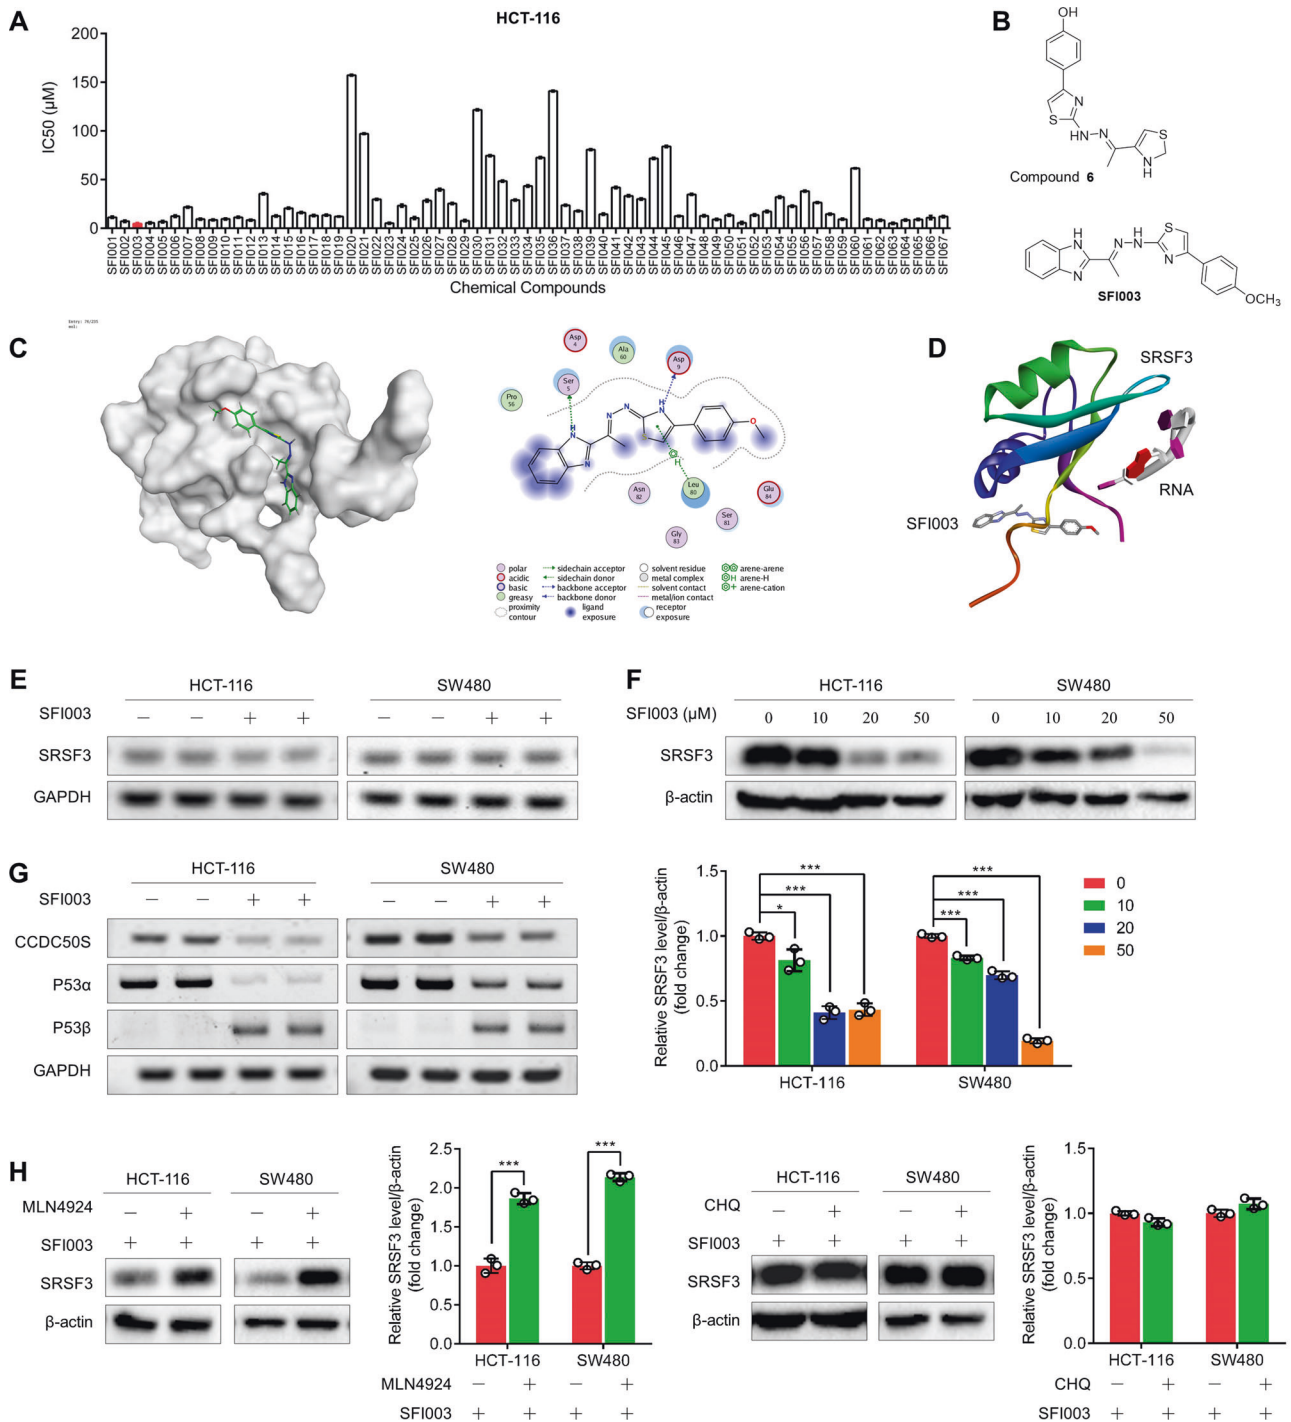 A
HCT-116
IC50 (μM)
200
150
100
50
0
SFI001
SFI002
SFI003
SFI004
SFI005
SFI006
SFI007
SFI008
SFI009
SFI010
SFI011
SFI012
SFI013
SFI014
SFI015
SFI016
SFI017
SFI018
SFI019
SFI020
SFI021
SFI022
SFI023
SFI024
SFI025
SFI026
SFI027
SFI028
SFI029
SFI030
SFI031
SFI032
SFI033
SFI034
SFI035
SFI036
SFI037
SFI038
SFI039
SFI040
SFI041
SFI042
SFI043
SFI044
SFI045
SFI046
SFI047
SFI048
SFI049
SFI050
SFI051
SFI052
SFI053
SFI054
SFI055
SFI056
SFI057
SFI058
SFI059
SFI060
SFI061
SFI062
SFI063
SFI064
SFI065
SFI066
SFI067
Chemical Compounds
B
OH
N
S
HN
N
S
N
H
Compound 6
H
N
N
N
H
N
S
N
OCH3
SFI003
C
Asp 4
Ala 60
Asp 9
Ser 5
Pro 56
Asn 82
Leu 80
Glu 84
Ser 81
Gly 83
H
N
N
N
N
H
N
O
H
polar
acidic
basic
greasy
proximity contour
sidechain acceptor
sidechain donor
backbone acceptor
backbone donor
ligand exposure
solvent residue
metal complex
solvent contact
metal/ion contact
receptor exposure
arene-arene
H arene-H
+ arene-cation
D
SRSF3
RNA
SFI003
E
HCT-116 SW480
SFI003 − − + + − − + +
SRSF3
GAPDH
F
HCT-116 SW480
SFI003 (μM) 0 10 20 50 0 10 20 50
SRSF3
β-actin
Relative SRSF3 level/β-actin
(fold change)
1.5
1.0
0.5
0.0
* *** ***
*** *** ***
HCT-116 SW480
0
10
20
50
G
HCT-116 SW480
SFI003 − − + + − − + +
CCDC50S
P53α
P53β
GAPDH
H
HCT-116 SW480
MLN4924 − + − +
SFI003 + + + +
SRSF3
β-actin
Relative SRSF3 level/β-actin
(fold change)
2.5
2.0
1.5
1.0
0.5
0.0
*** ***
HCT-116 SW480
MLN4924 − + − +
SFI003 + + + +
HCT-116 SW480
CHQ − + − +
SFI003 + + + +
SRSF3
β-actin
Relative SRSF3 level/β-actin
(fold change)
1.5
1.0
0.5
0.0
HCT-116 SW480
CHQ − + − +
SFI003 + + + +